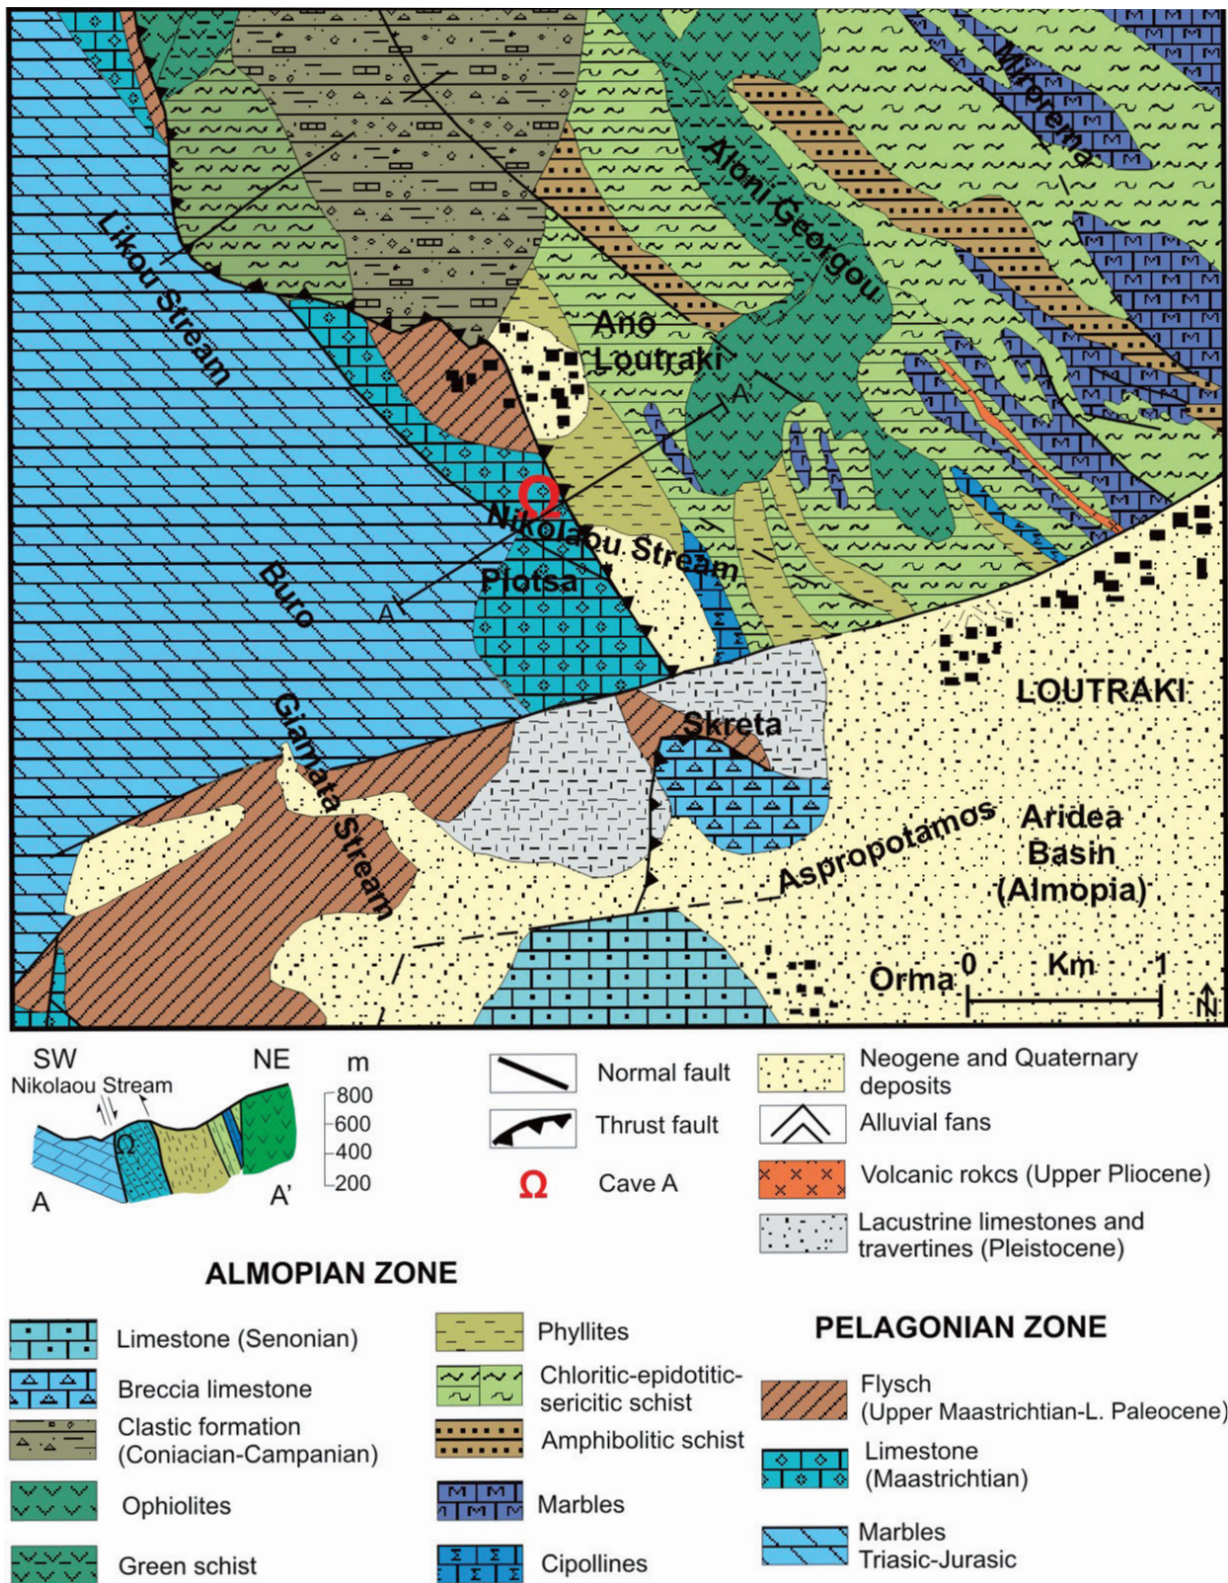 Mirorema
Aloni Georgou
Likou Stream
Ano
Loutraki
A'
Ω
Nikolaou Stream
Plotsa
Buro
A
LOUTRAKI
Skreta
Giamata Stream
Aspropotamos
Aridea
Basin
(Almopia)
Orma
0 Km 1
N
SW NE m
Nikolaou Stream
800
600
400
200
Ω
A A’
Normal fault
Thrust fault
Ω Cave A
Neogene and Quaternary
deposits
Alluvial fans
Volcanic rokcs (Upper Pliocene)
Lacustrine limestones and
travertines (Pleistocene)
ALMOPIAN ZONE
Limestone (Senonian)
Breccia limestone
Clastic formation
(Coniacian-Campanian)
Ophiolites
Green schist
Phyllites
Chloritic-epidotitic-
sericitic schist
Amphibolitic schist
Marbles
Cipollines
PELAGONIAN ZONE
Flysch
(Upper Maastrichtian-L. Paleocene)
Limestone
(Maastrichtian)
Marbles
Triasic-Jurasic